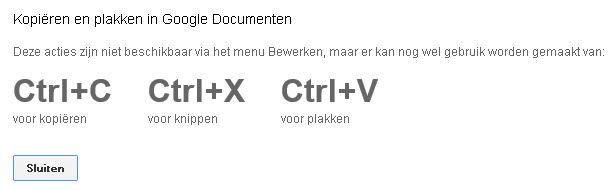 Kopiëren en plakken in Google Documenten
Deze acties zijn niet beschikbaar via het menu Bewerken, maar er kan nog wel gebruik worden gemaakt van:
Ctrl+C Ctrl+X Ctrl+V
voor kopiëren voor knippen voor plakken
Sluiten